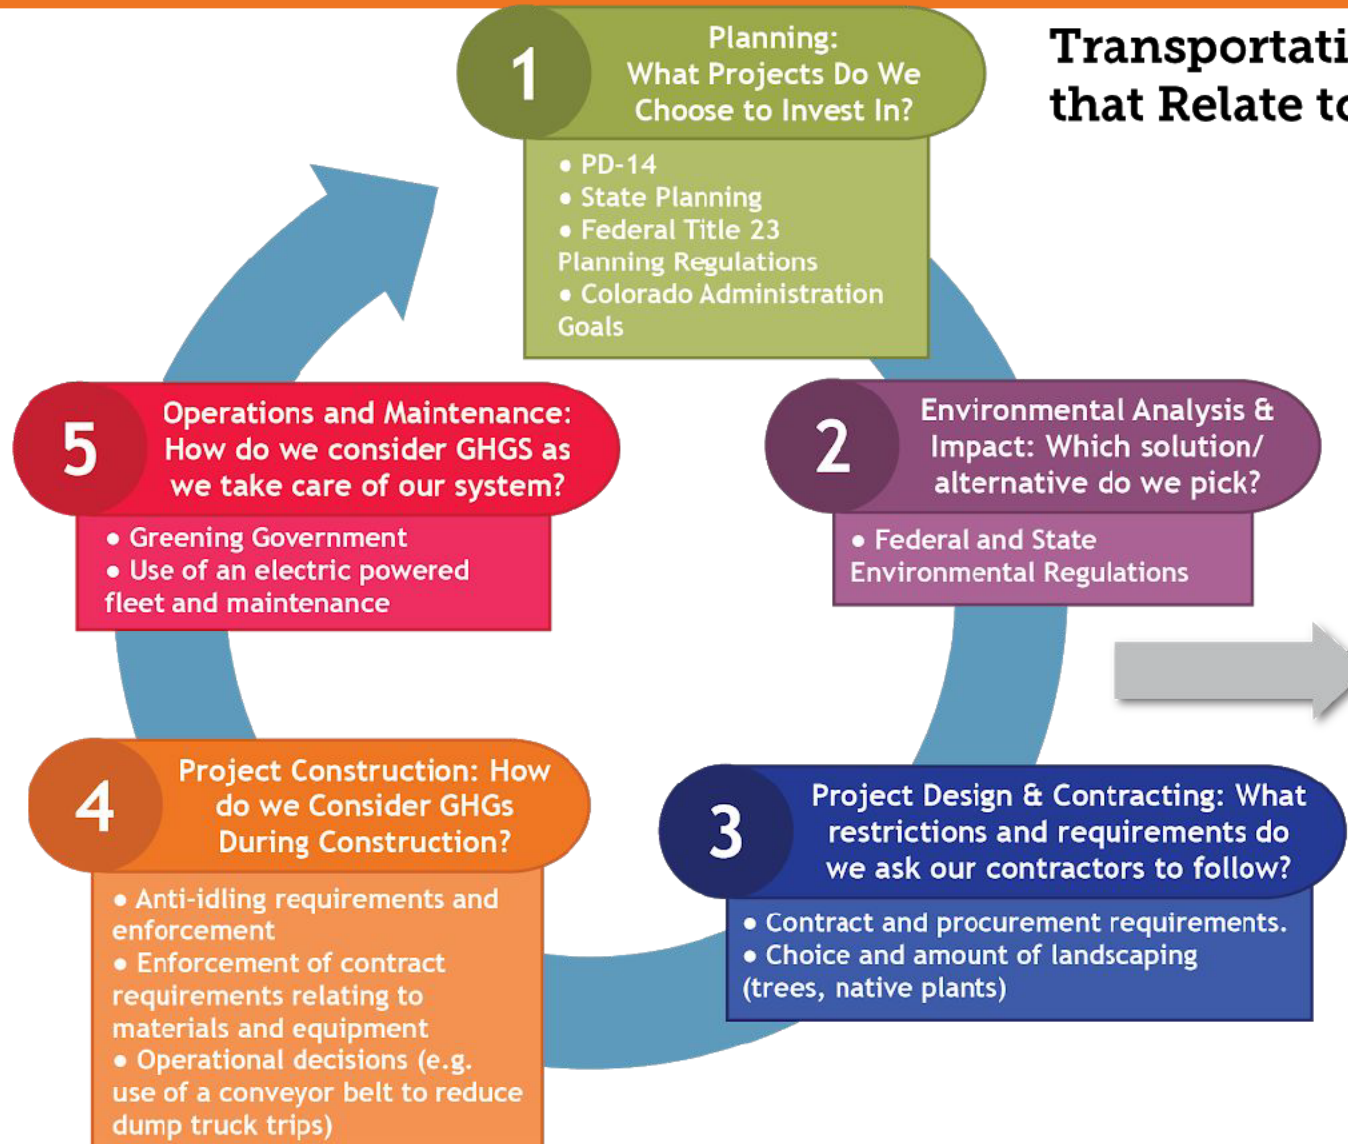 Transportati
that Relate to
1
Planning:
What Projects Do We
Choose to Invest In?
● PD-14
● State Planning
● Federal Title 23
Planning Regulations
● Colorado Administration
Goals
2
Environmental Analysis &
Impact: Which solution/
alternative do we pick?
● Federal and State
Environmental Regulations
3
Project Design & Contracting: What
restrictions and requirements do
we ask our contractors to follow?
● Contract and procurement requirements.
● Choice and amount of landscaping
(trees, native plants)
4
Project Construction: How
do we Consider GHGs
During Construction?
● Anti-idling requirements and
enforcement
● Enforcement of contract
requirements relating to
materials and equipment
● Operational decisions (e.g.
use of a conveyor belt to reduce
dump truck trips)
5
Operations and Maintenance:
How do we consider GHGS as
we take care of our system?
● Greening Government
● Use of an electric powered
fleet and maintenance